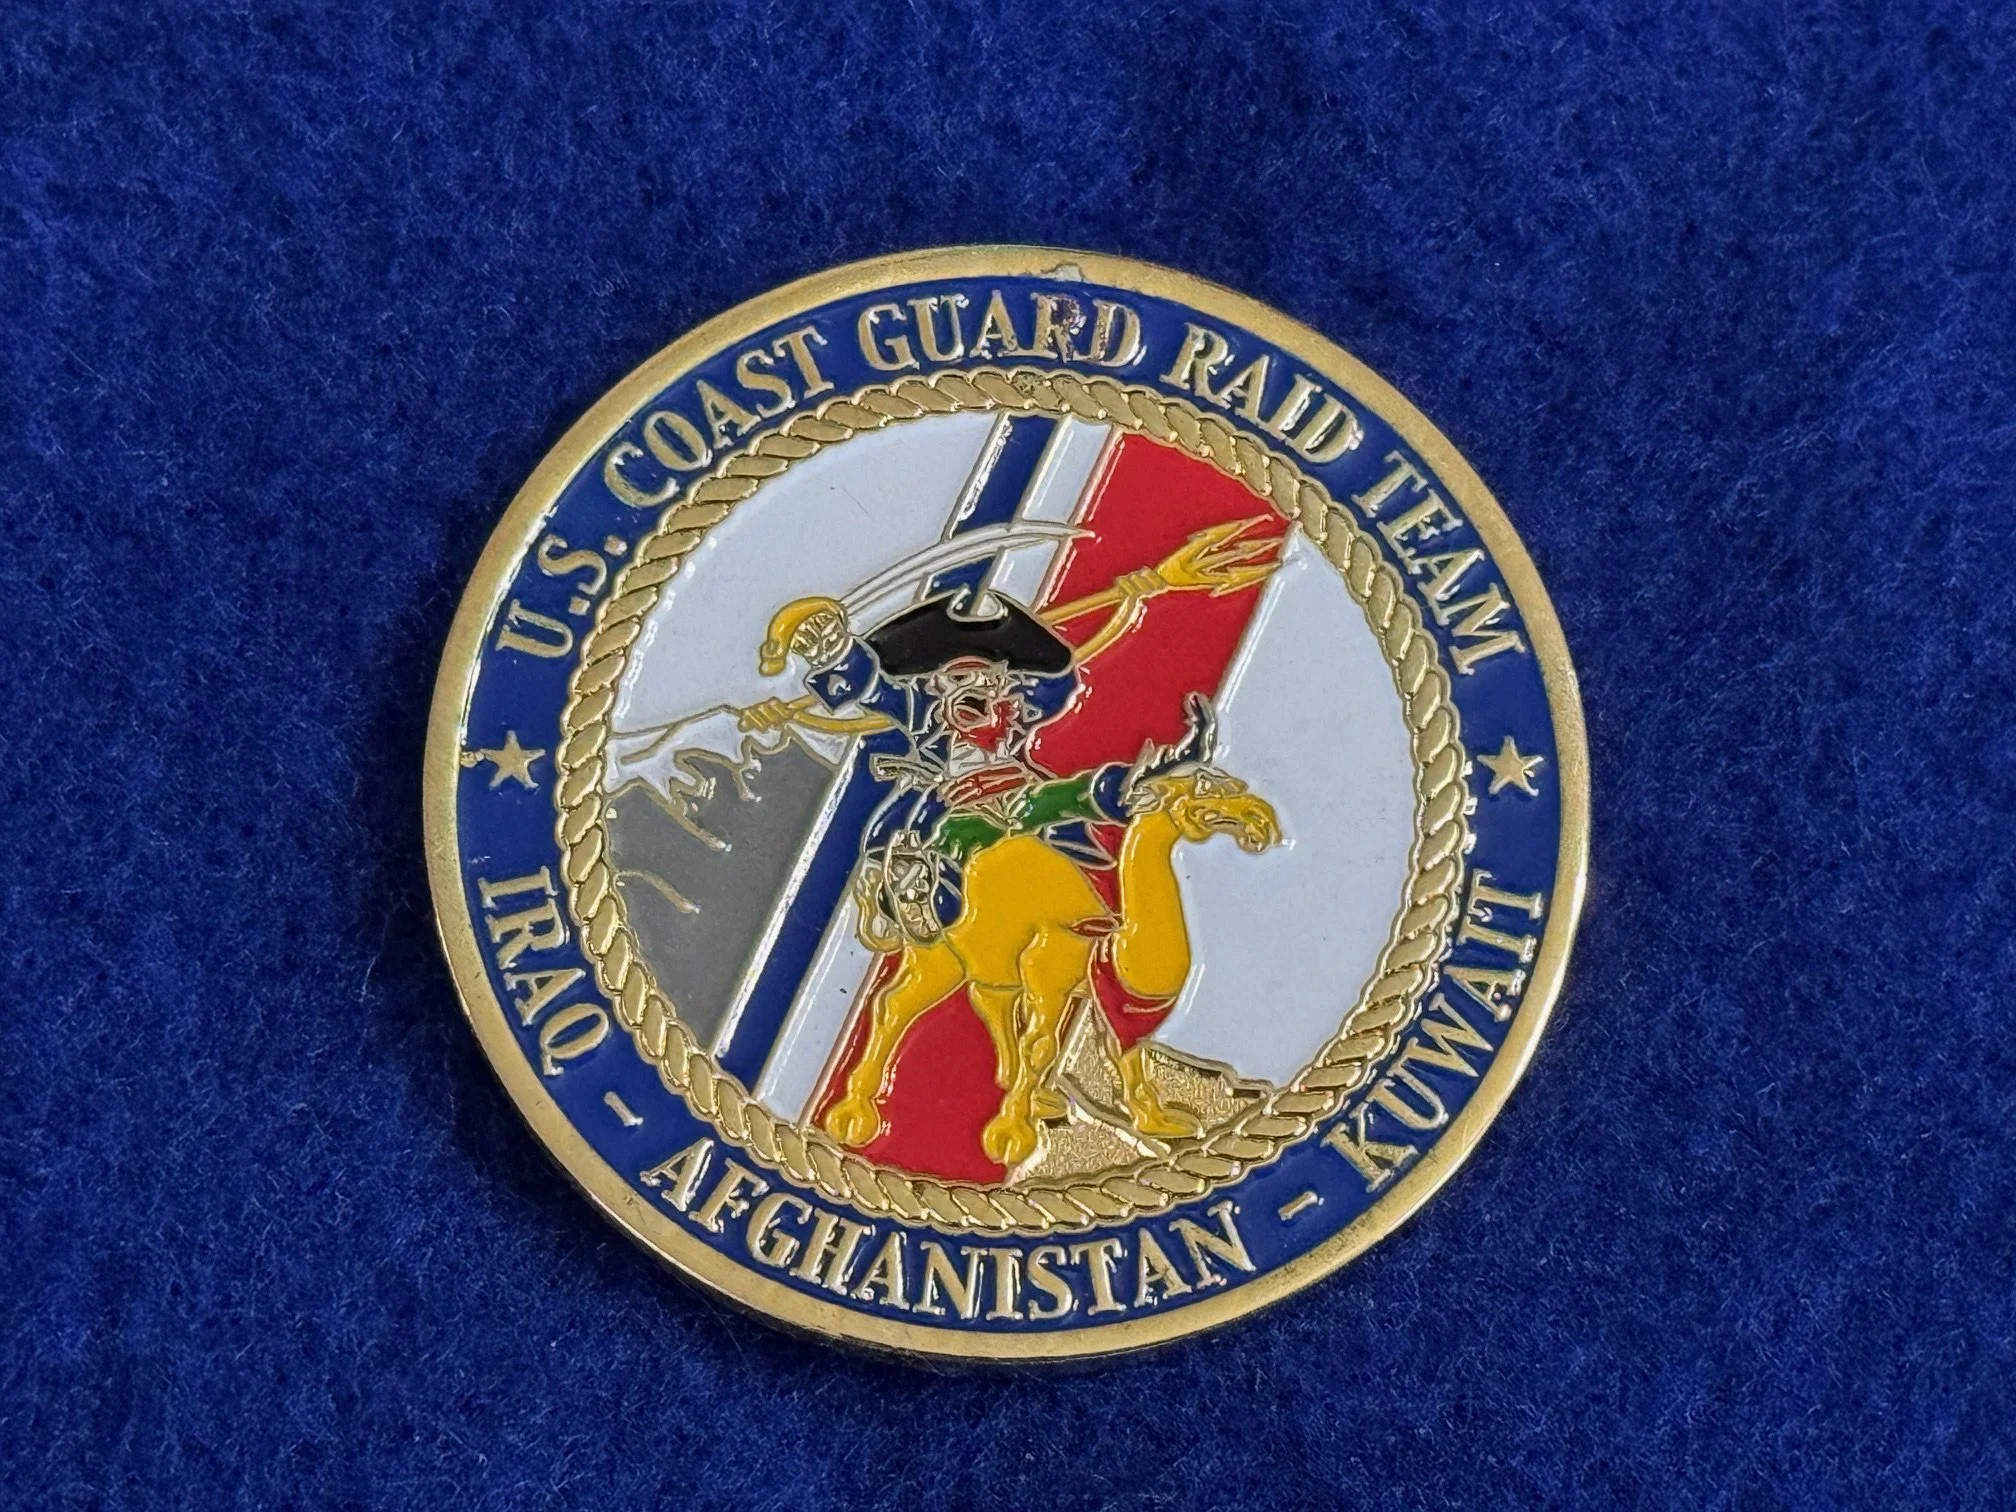 U.S. COAST GUARD RAID TEAM
IRAQ - AFGHANISTAN - KUWAIT